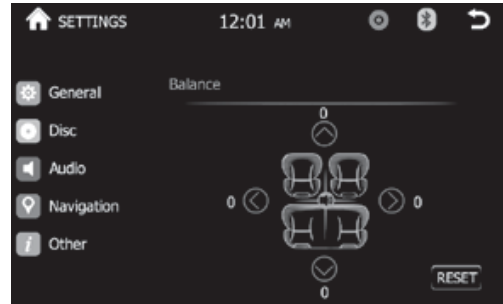 SETTINGS 12:01 AM
Balance
General
Disc
Audio
Navigation
i Other
0
0 0
0
RESET